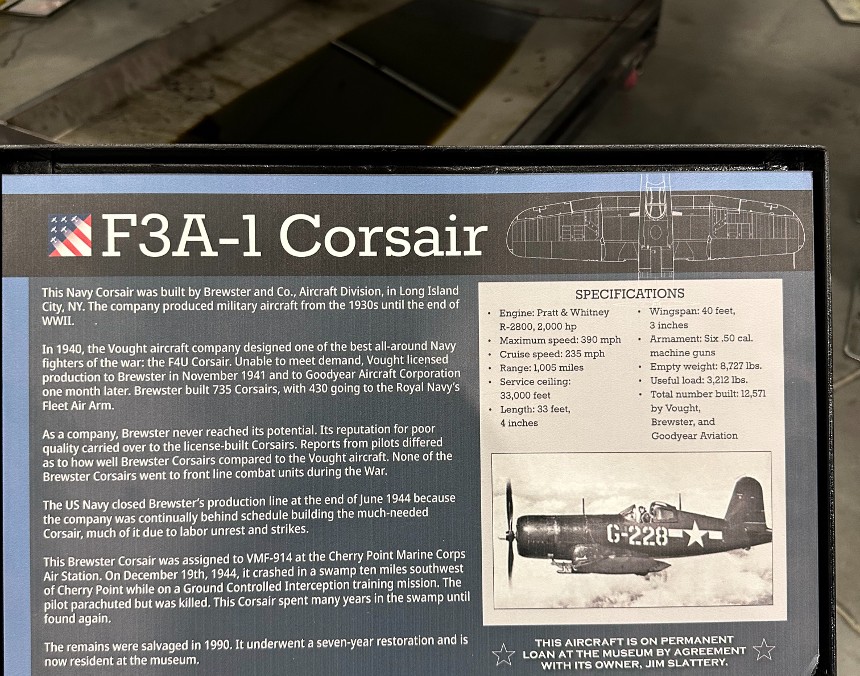 F3A-1 Corsair
This Navy Corsair was built by Brewster and Co., Aircraft Division, in Long Island
City, NY. The company produced military aircraft from the 1930s until the end of
WWII.
In 1940, the Vought aircraft company designed one of the best all-around Navy
fighters of the war: the F4U Corsair. Unable to meet demand, Vought licensed
production to Brewster in November 1941 and to Goodyear Aircraft Corporation
one month later. Brewster built 735 Corsairs, with 430 going to the Royal Navy's
Fleet Air Arm.
As a company, Brewster never reached its potential. Its reputation for poor
quality carried over to the license-built Corsairs. Reports from pilots differed
as to how well Brewster Corsairs compared to the Vought aircraft. None of the
Brewster Corsairs went to front line combat units during the War.
The US Navy closed Brewster's production line at the end of June 1944 because
the company was continually behind schedule building the much-needed
Corsair, much of it due to labor unrest and strikes.
This Brewster Corsair was assigned to VMF-914 at the Cherry Point Marine Corps
Air Station. On December 19th, 1944, it crashed in a swamp ten miles southwest
of Cherry Point while on a Ground Controlled Interception training mission. The
pilot parachuted but was killed. This Corsair spent many years in the swamp until
found again.
The remains were salvaged in 1990. It underwent a seven-year restoration and is
now resident at the museum.
SPECIFICATIONS
• Engine: Pratt & Whitney
R-2800, 2,000 hp
• Maximum speed: 390 mph
• Cruise speed: 235 mph
• Range: 1,005 miles
• Service ceiling:
33,000 feet
• Length: 33 feet,
4 inches
• Wingspan: 40 feet,
3 inches
• Armament: Six .50 cal.
machine guns
• Empty weight: 8,727 lbs.
• Useful load: 3,212 lbs.
• Total number built: 12,571
by Vought,
Brewster, and
Goodyear Aviation
G-228
THIS AIRCRAFT IS ON PERMANENT
LOAN AT THE MUSEUM BY AGREEMENT
WITH ITS OWNER, JIM SLATTERY.